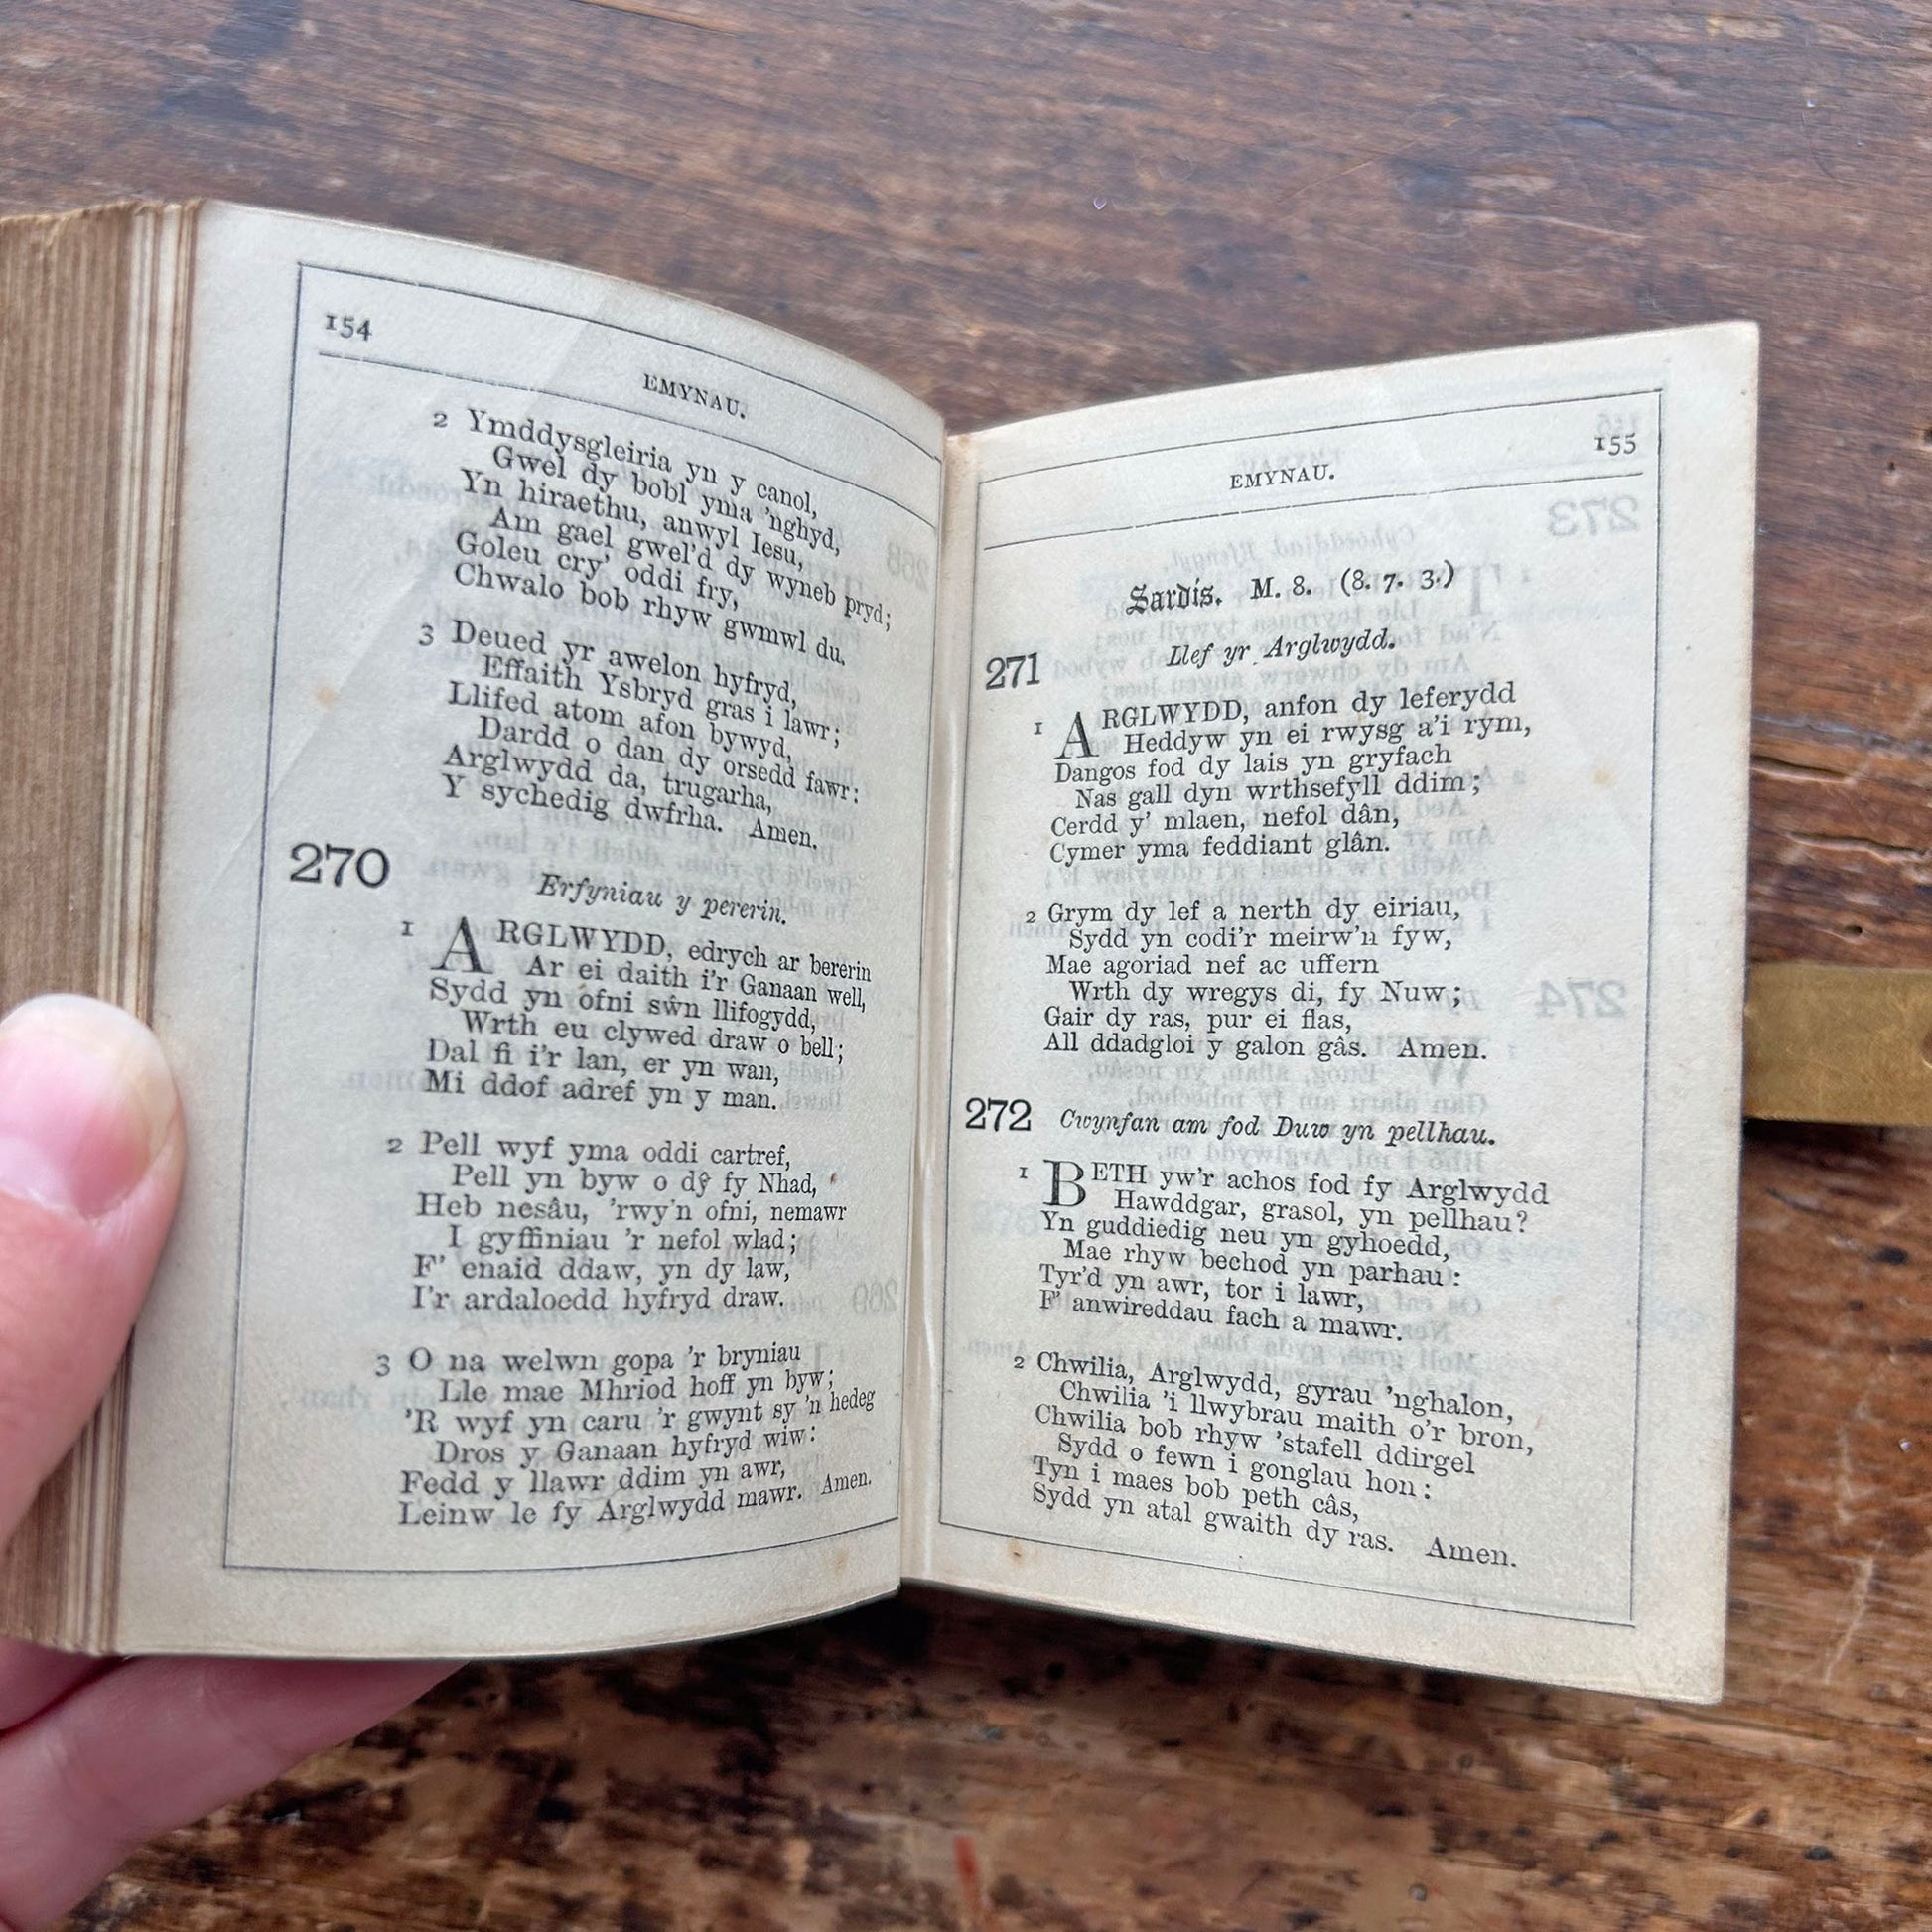 154
EMYNAU.
2 Ymddysgleiria yn y canol,
Gwel dy bobl yma 'nghyd,
Yn hiraethu, anwyl Iesu,
Am gael gwel'd dy wyneb pryd;
Goleu cry' oddi fry,
Chwalo bob rhyw gwmwl du.
3 Deued yr awelon hyfryd,
Effaith Ysbryd gras i lawr;
Llifed atom afon bywyd,
Dardd o dan dy orsedd fawr:
Arglwydd da, trugarha,
Y sychedig dwfrha. Amen.
270
Erfyniau y pererin.
1 ARGLWYDD, edrych ar bererin
Ar ei daith i'r Ganaan well,
Sydd yn ofni sŵn llifogydd,
Wrth eu clywed draw o bell;
Dal fi i'r lan, er yn wan,
Mi ddof adref yn y man.
2 Pell wyf yma oddi cartref,
Pell yn byw o dŷ fy Nhad,
Heb nesâu, 'rwy'n ofni, nemawr
I gyffiniau 'r nefol wlad;
F' enaid ddaw, yn dy law,
I'r ardaloedd hyfryd draw.
3 O na welwn gopa 'r bryniau
Lle mae Mhriod hoff yn byw;
'R wyf yn caru 'r gwynt sy 'n hedeg
Dros y Ganaan hyfryd wiw:
Fedd y llawr ddim yn awr,
Leinw le fy Arglwydd mawr. Amen.
155
EMYNAU.
Sardis. M. 8. (8. 7. 3.)
271 Llef yr Arglwydd.
1 ARGLWYDD, anfon dy leferydd
Heddyw yn ei rwysg a'i rym,
Dangos fod dy lais yn gryfach
Nas gall dyn wrthsefyll ddim;
Cerdd y' mlaen, nefol dân,
Cymer yma feddiant glân.
2 Grym dy lef a nerth dy eiriau,
Sydd yn codi'r meirw'n fyw,
Mae agoriad nef ac uffern
Wrth dy wregys di, fy Nuw;
Gair dy ras, pur ei flas,
All ddadgloi y galon gâs. Amen.
272 Cwynfan am fod Duw yn pellhau.
1 BETH yw'r achos fod fy Arglwydd
Hawddgar, grasol, yn pellhau?
Yn guddiedig neu yn gyhoedd,
Mae rhyw bechod yn parhau:
Tyr'd yn awr, tor i lawr,
F' anwireddau fach a mawr.
2 Chwilia, Arglwydd, gyrau 'nghalon,
Chwilia 'i llwybrau maith o'r bron,
Chwilia bob rhyw 'stafell ddirgel
Sydd o fewn i gonglau hon:
Tyn i maes bob peth câs,
Sydd yn atal gwaith dy ras. Amen.